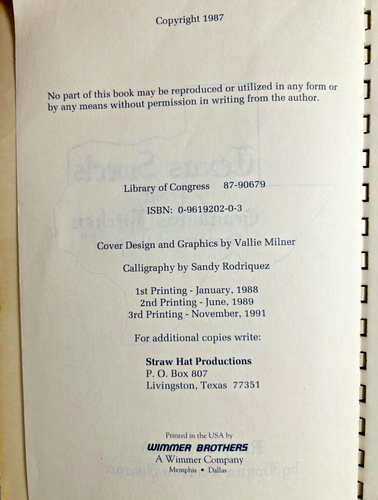 Copyright 1987
No part of this book may be reproduced or utilized in any form or
by any means without permission in writing from the author.
Library of Congress 87-90679
ISBN: 0-9619202-0-3
Cover Design and Graphics by Vallie Milner
Calligraphy by Sandy Rodriquez
1st Printing - January, 1988
2nd Printing - June, 1989
3rd Printing - November, 1991
For additional copies write:
Straw Hat Productions
P. O. Box 807
Livingston, Texas 77351
Printed in the USA by
WIMMER BROTHERS
A Wimmer Company
Memphis • Dallas